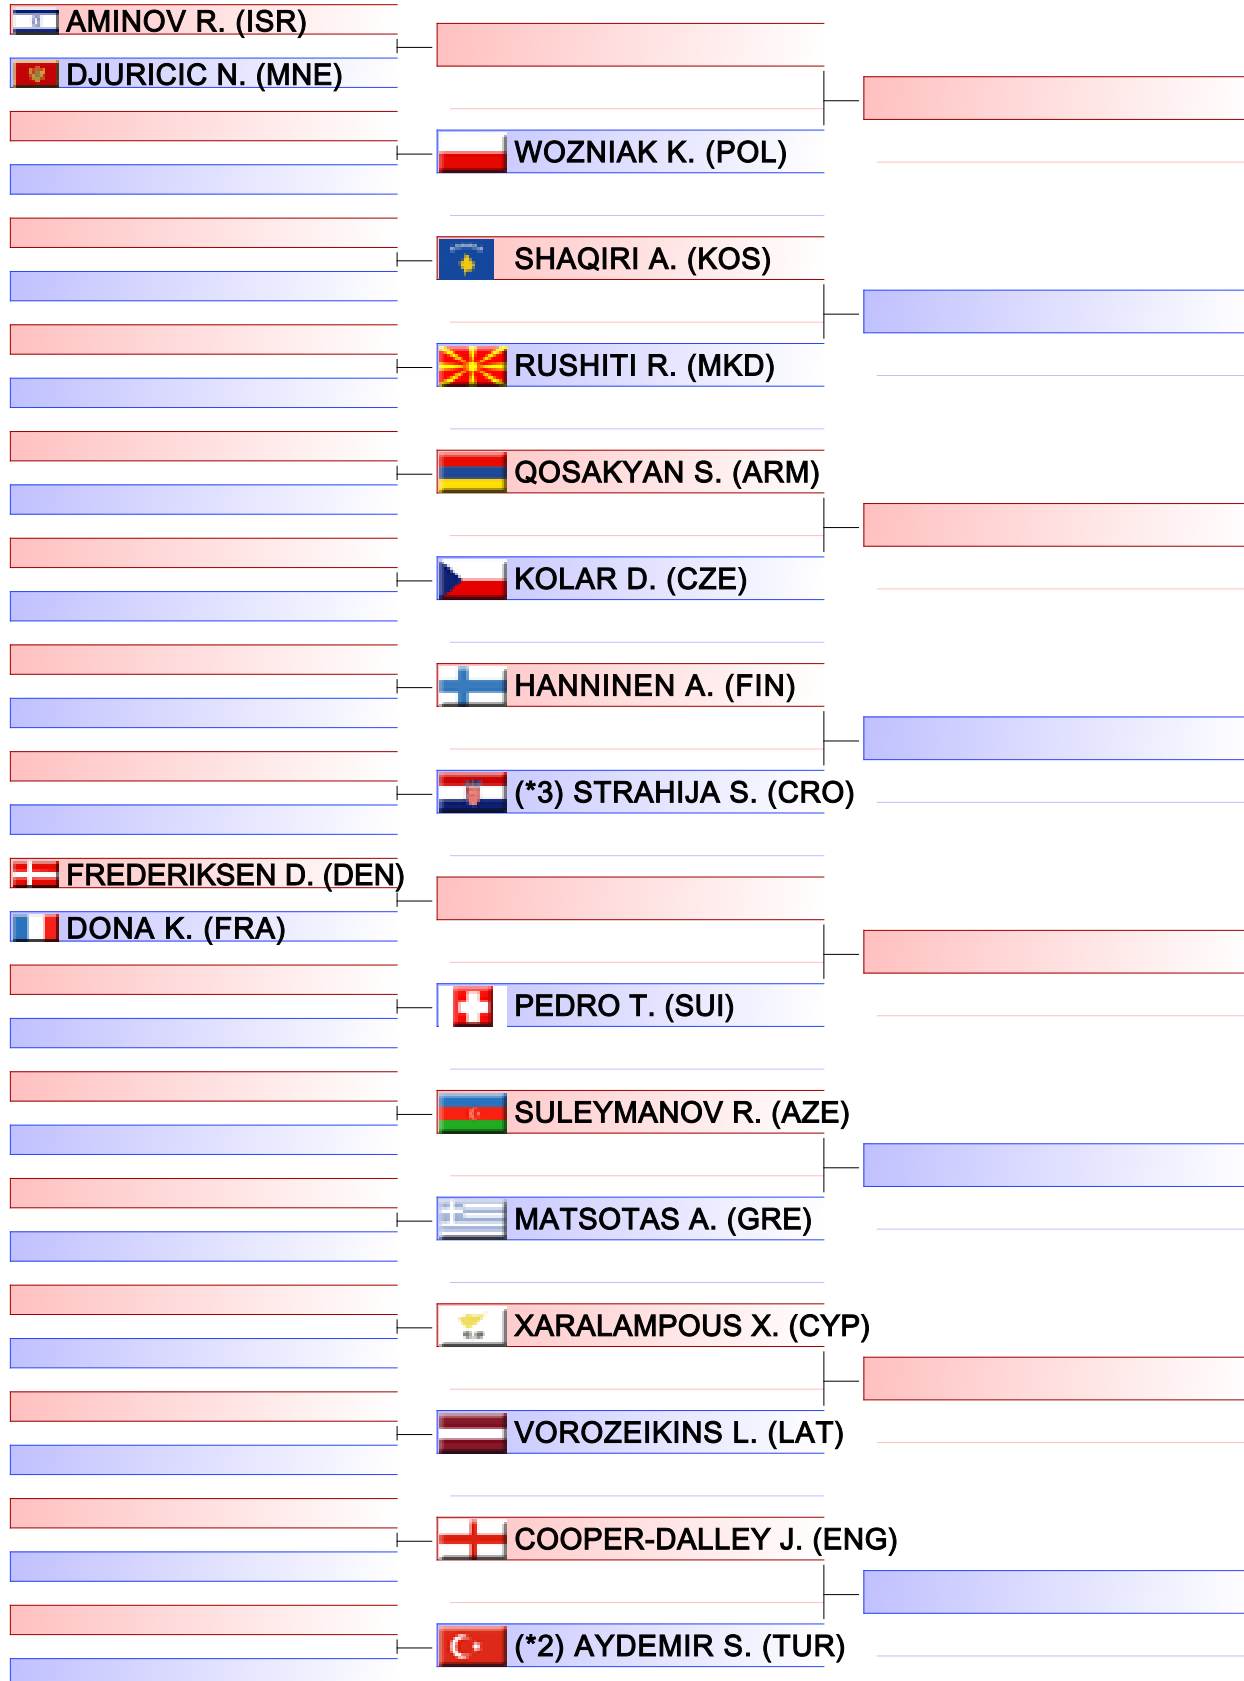 AMINOV R. (ISR)
DJURICIC N. (MNE)
WOZNIAK K. (POL)
SHAQIRI A. (KOS)
RUSHITI R. (MKD)
QOSAKYAN S. (ARM)
KOLAR D. (CZE)
HANNINEN A. (FIN)
(*3) STRAHIJA S. (CRO)
FREDERIKSEN D. (DEN)
DONA K. (FRA)
PEDRO T. (SUI)
SULEYMANOV R. (AZE)
MATSOTAS A. (GRE)
XARALAMPOUS X. (CYP)
VOROZEIKINS L. (LAT)
COOPER-DALLEY J. (ENG)
(*2) AYDEMIR S. (TUR)